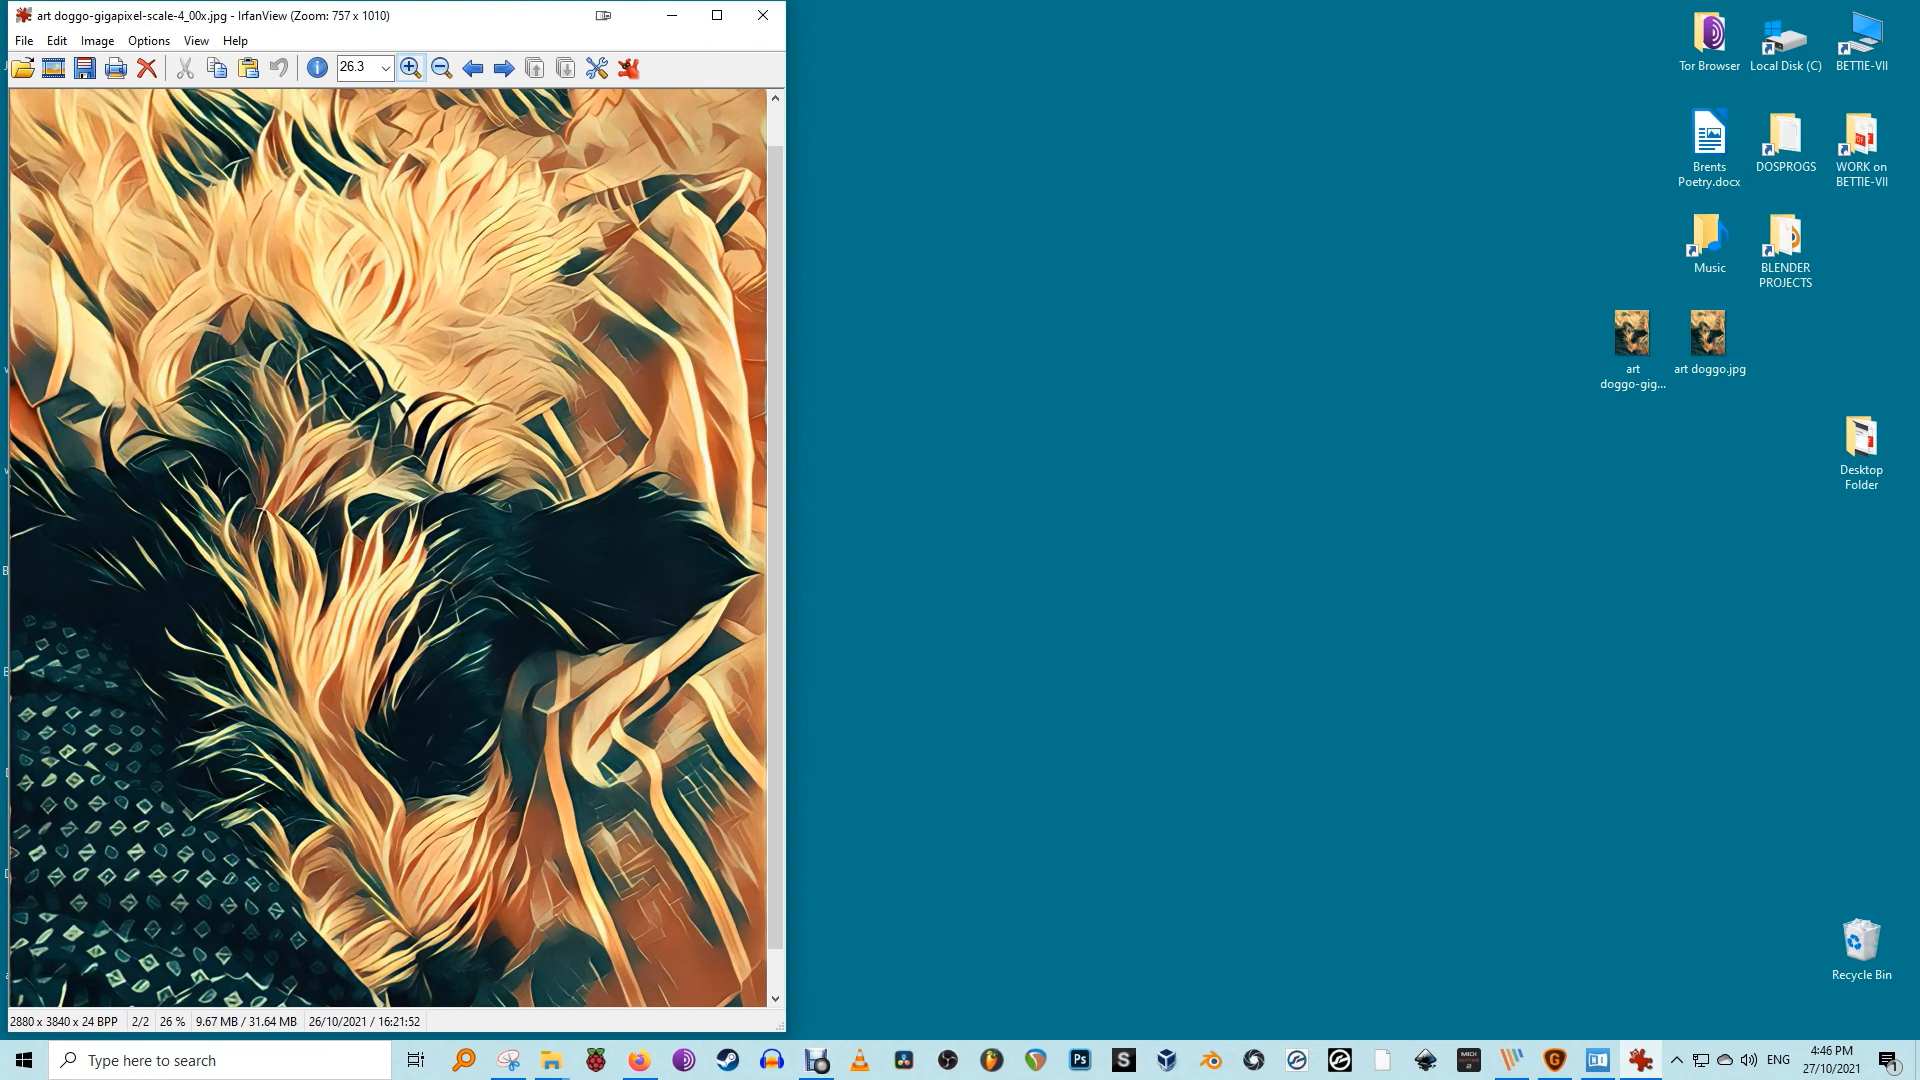 art doggo-gigapixel-scale-4_00x.jpg - IrfanView (Zoom: 757 x 1010)
File Edit Image Options View Help
26.3
Tor Browser
Local Disk (C)
BETTIE-VII
Brents
Poetry.docx
DOSPROGS
WORK on
BETTIE-VII
Music
BLENDER
PROJECTS
art
doggo-gig...
art doggo.jpg
Desktop
Folder
Recycle Bin
2880 x 3840 x 24 BPP 2/2 26 % 9.67 MB / 31.64 MB 26/10/2021 / 16:21:52
Type here to search
Ps
S
ENG
4:46 PM
27/10/2021
1